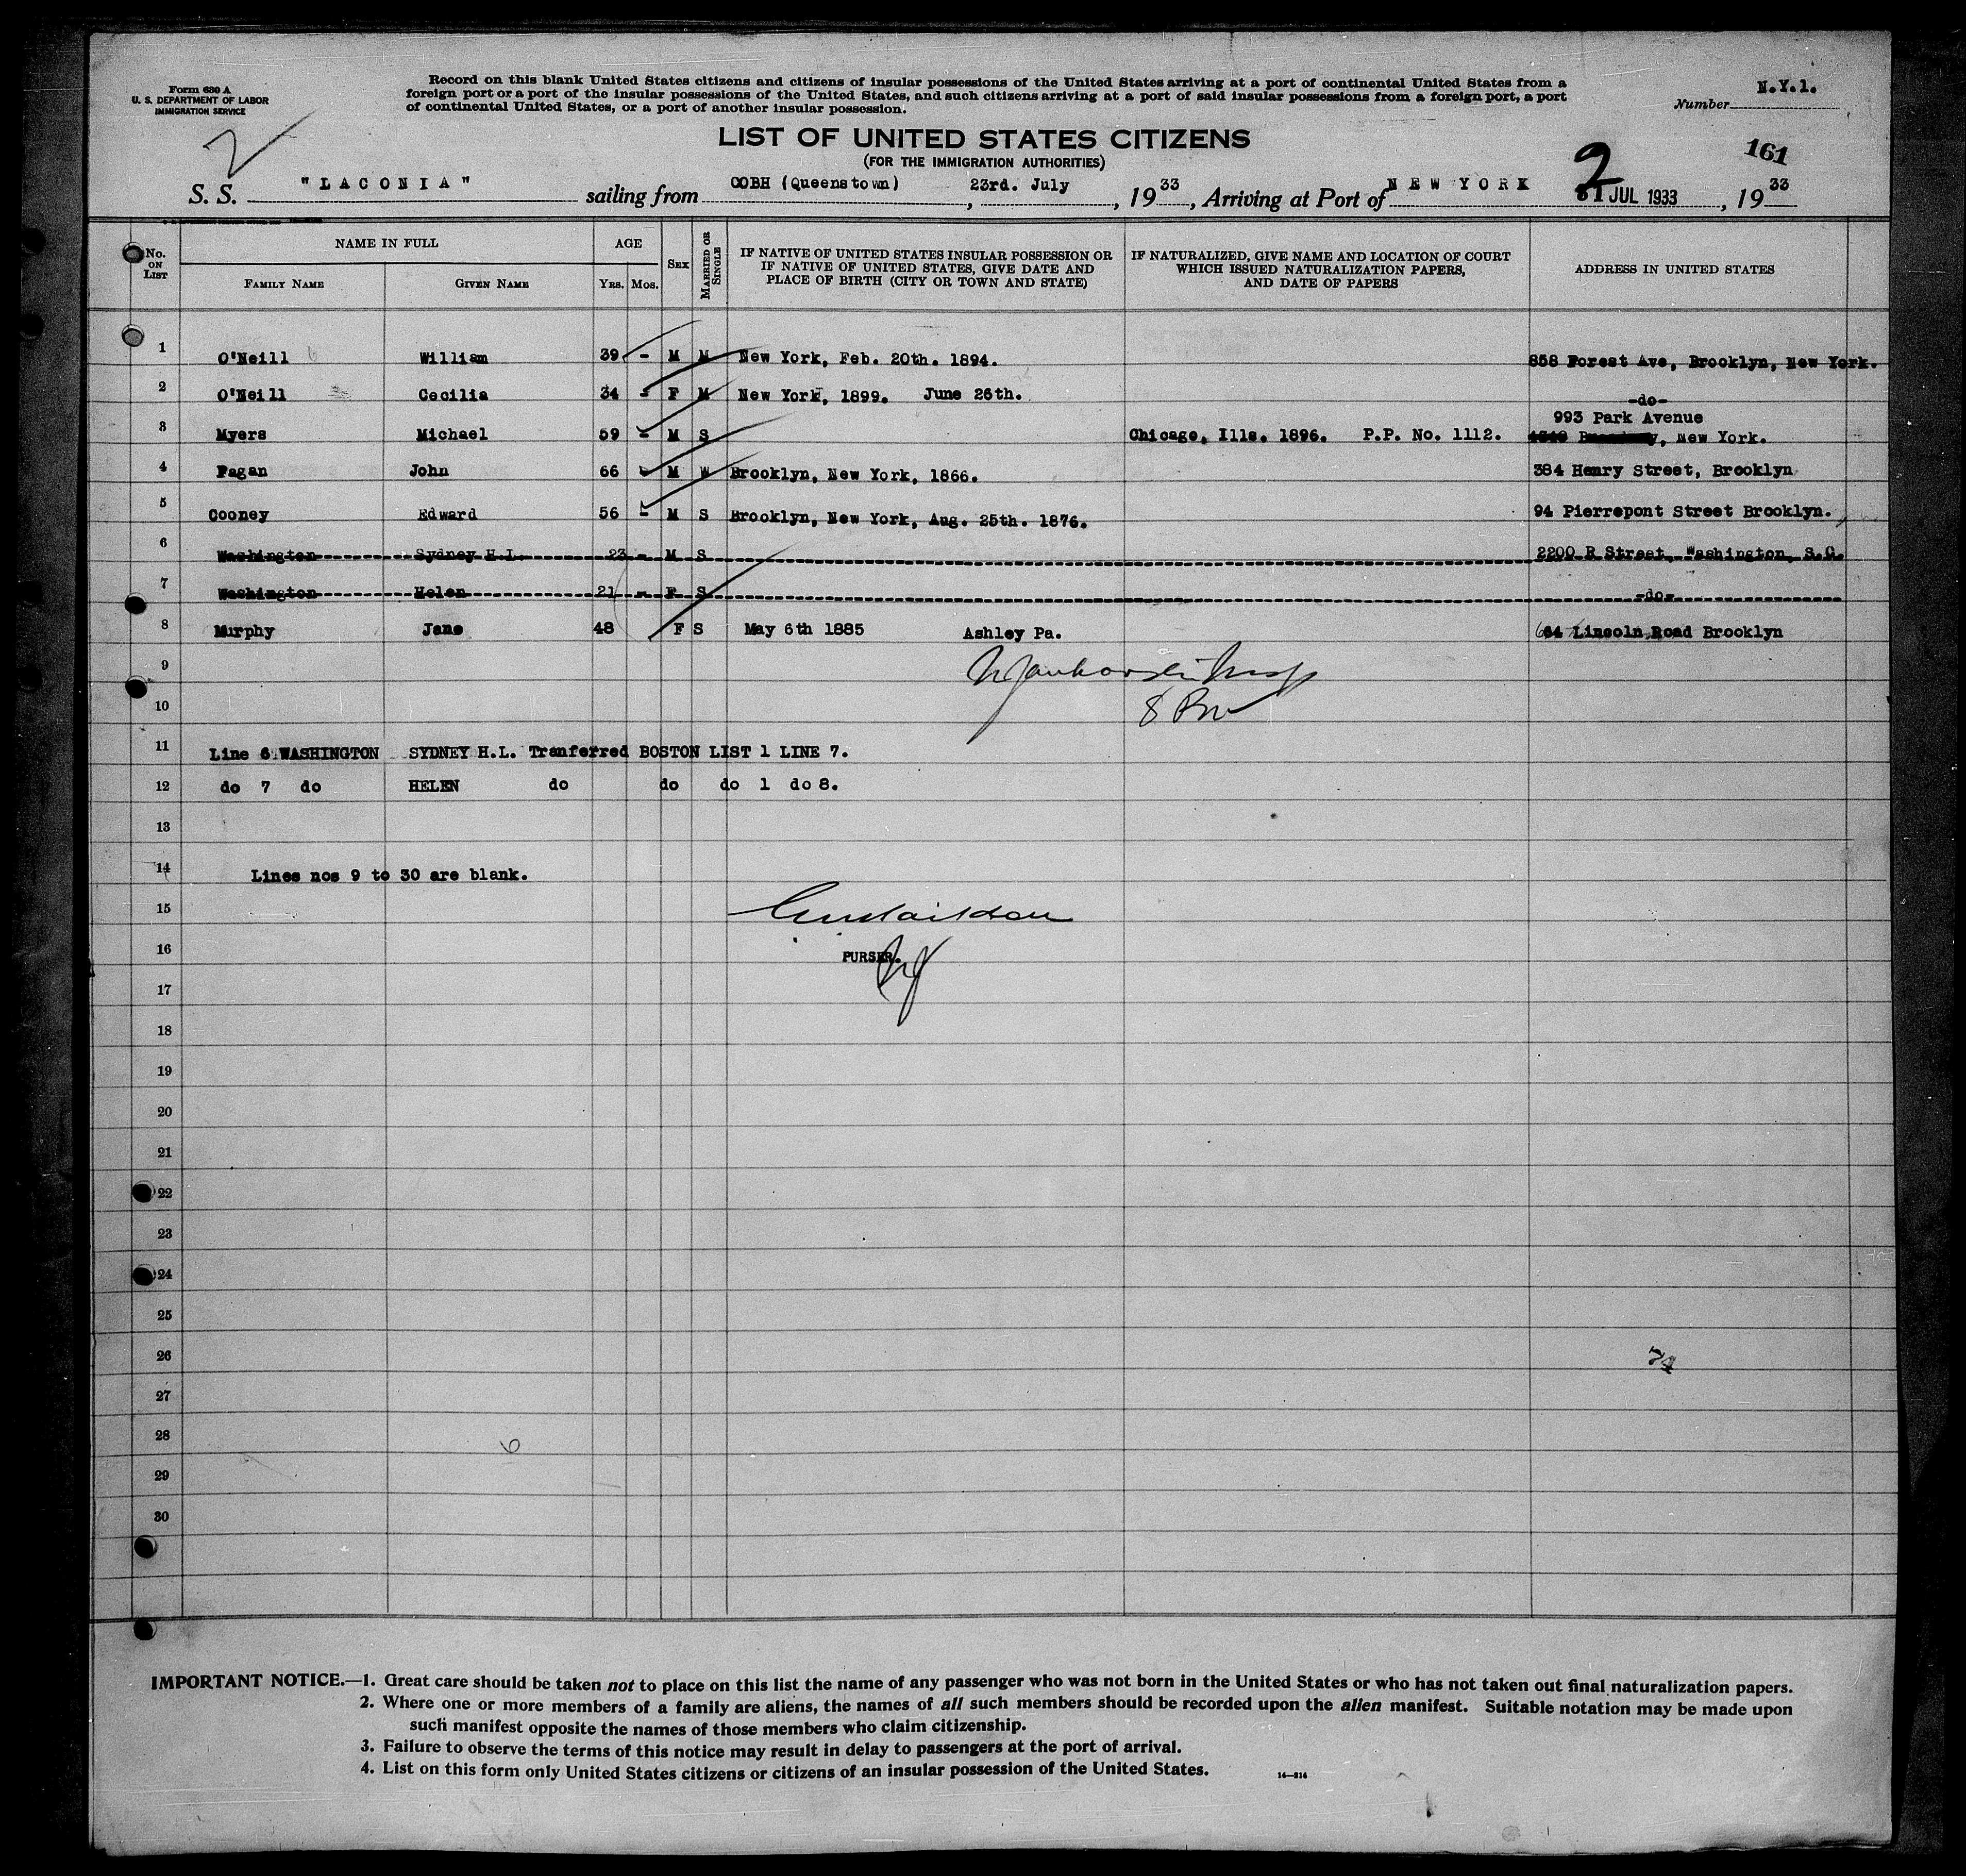 Form 630 A
U. S. DEPARTMENT OF LABOR
IMMIGRATION SERVICE
Record on this blank United States citizens and citizens of insular possessions of the United States arriving at a port of continental United States from a
foreign port or a port of the insular possessions of the United States, and such citizens arriving at a port of said insular possessions from a foreign port, a port
of continental United States, or a port of another insular possession.
Number N.Y.1.
2
LIST OF UNITED STATES CITIZENS
(FOR THE IMMIGRATION AUTHORITIES)
2 161
S. S. "LACONIA" sailing from COBH (Queenstown), 23rd. July, 1933, Arriving at Port of NEW YORK 31 JUL 1933, 1933
No. ON LIST
NAME IN FULL
FAMILY NAME GIVEN NAME
AGE
YRS. MOS.
SEX
MARRIED OR SINGLE
IF NATIVE OF UNITED STATES INSULAR POSSESSION OR
IF NATIVE OF UNITED STATES, GIVE DATE AND
PLACE OF BIRTH (CITY OR TOWN AND STATE)
IF NATURALIZED, GIVE NAME AND LOCATION OF COURT
WHICH ISSUED NATURALIZATION PAPERS,
AND DATE OF PAPERS
ADDRESS IN UNITED STATES
1 O'Neill William 39 - M M New York, Feb. 20th. 1894. 858 Forest Ave, Brooklyn, New York.
2 O'Neill Cecilia 34 - F M New York, 1899. June 26th. -do-
993 Park Avenue
3 Myers Michael 59 - M S Chicago, Ills. 1896. P.P. No. 1112. , New York.
4 Fagan John 66 - M W Brooklyn, New York, 1866. 384 Henry Street, Brooklyn
5 Cooney Edward 56 - M S Brooklyn, New York, Aug. 25th. 1876. 94 Pierrepont Street Brooklyn.
6 Washington Sydney H.L. 23 - M S 2200 R Street, Washington, S.C.
7 Washington Helen 21 - F S -do-
8 Murphy Jane 48 F S May 6th 1885 Ashley Pa. 64 Lincoln Road Brooklyn
9
8
10
11 Line 6 WASHINGTON SYDNEY H.L. Tranferred BOSTON LIST 1 LINE 7.
12 do 7 do HELEN do do do 1 do 8.
13
14 Lines nos 9 to 30 are blank.
15
16 PURSER.
17
18
19
20
21
22
23
24
25
26
27
28 6
29
30
IMPORTANT NOTICE.—1. Great care should be taken not to place on this list the name of any passenger who was not born in the United States or who has not taken out final naturalization papers.
2. Where one or more members of a family are aliens, the names of all such members should be recorded upon the alien manifest. Suitable notation may be made upon
such manifest opposite the names of those members who claim citizenship.
3. Failure to observe the terms of this notice may result in delay to passengers at the port of arrival.
4. List on this form only United States citizens or citizens of an insular possession of the United States. 14—814